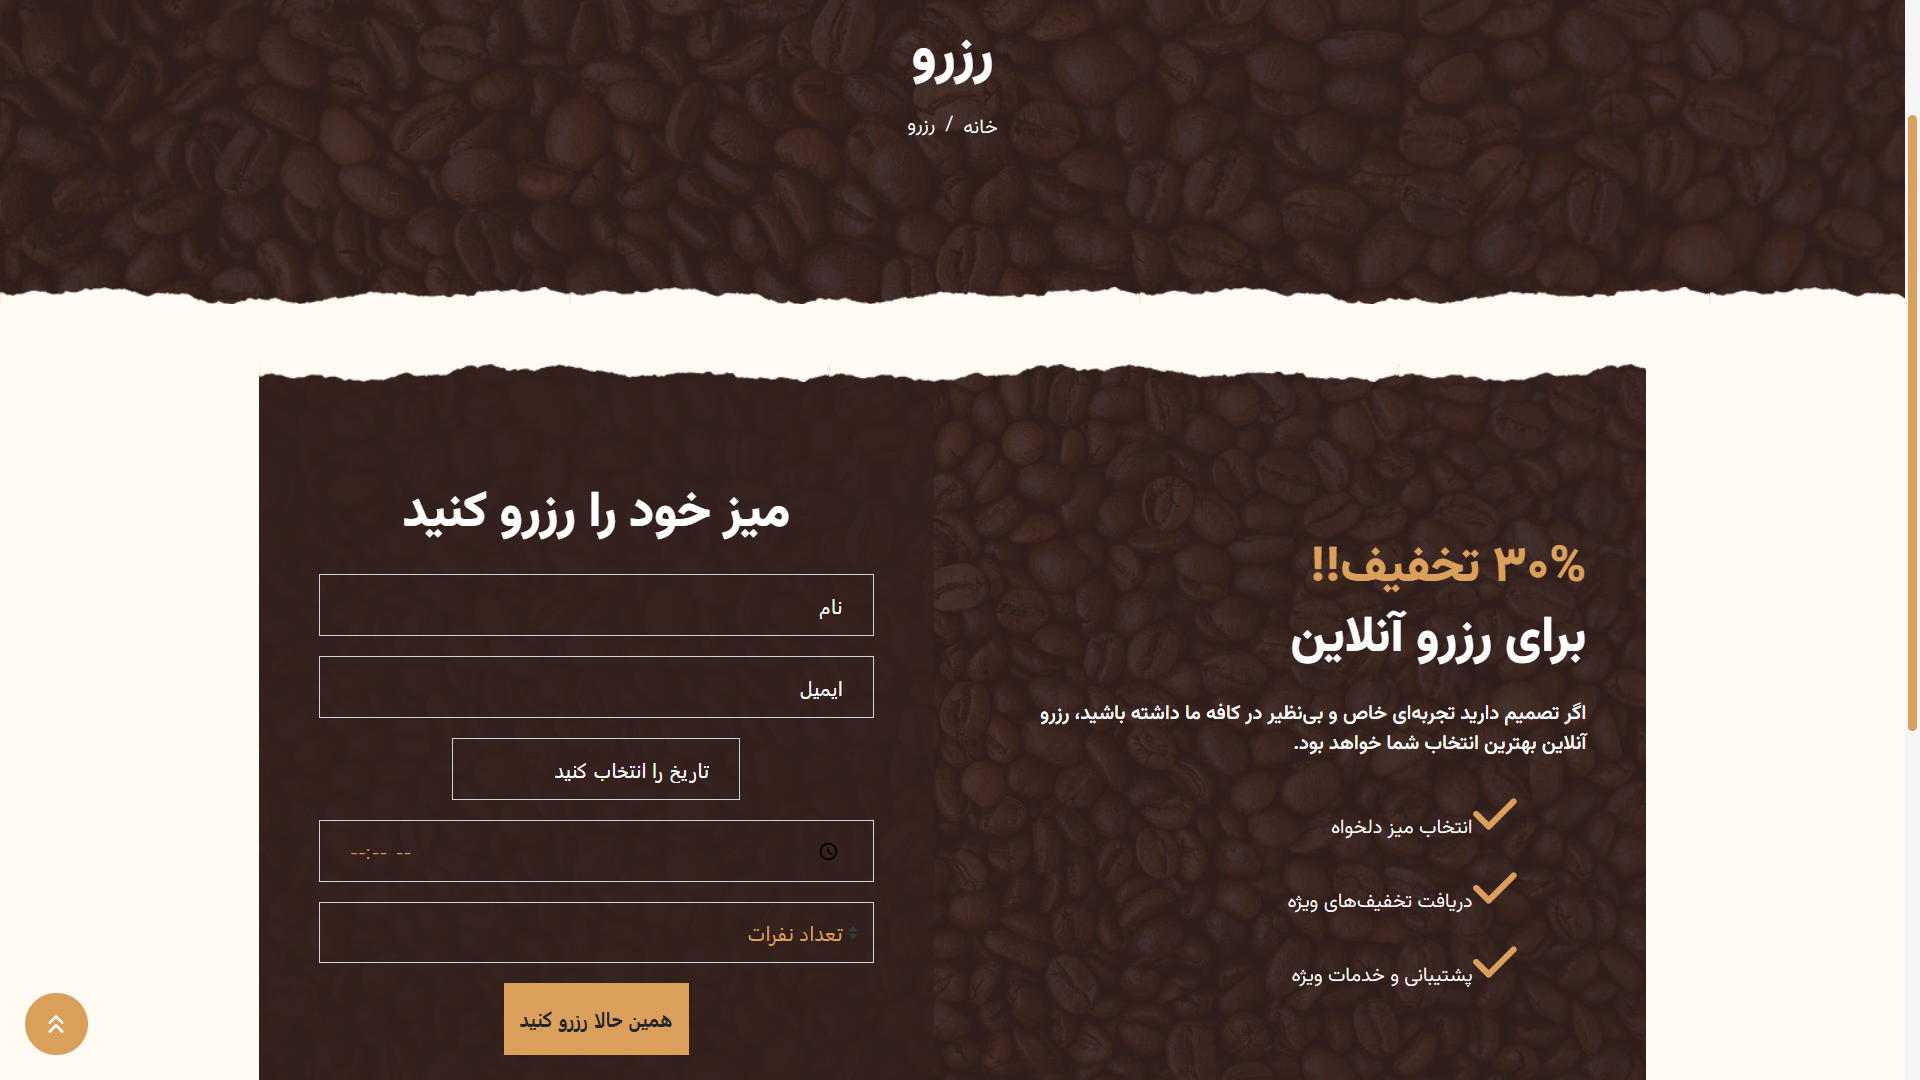 رزرو
خانه / رزرو
۳۰% تخفیف!!
برای رزرو آنلاین
اگر تصمیم دارید تجربه‌ای خاص و بی‌نظیر در کافه ما داشته باشید، رزرو
آنلاین بهترین انتخاب شما خواهد بود.
انتخاب میز دلخواه
دریافت تخفیف‌های ویژه
پشتیبانی و خدمات ویژه
میز خود را رزرو کنید
نام
ایمیل
تاریخ را انتخاب کنید
--:-- --
تعداد نفرات
همین حالا رزرو کنید